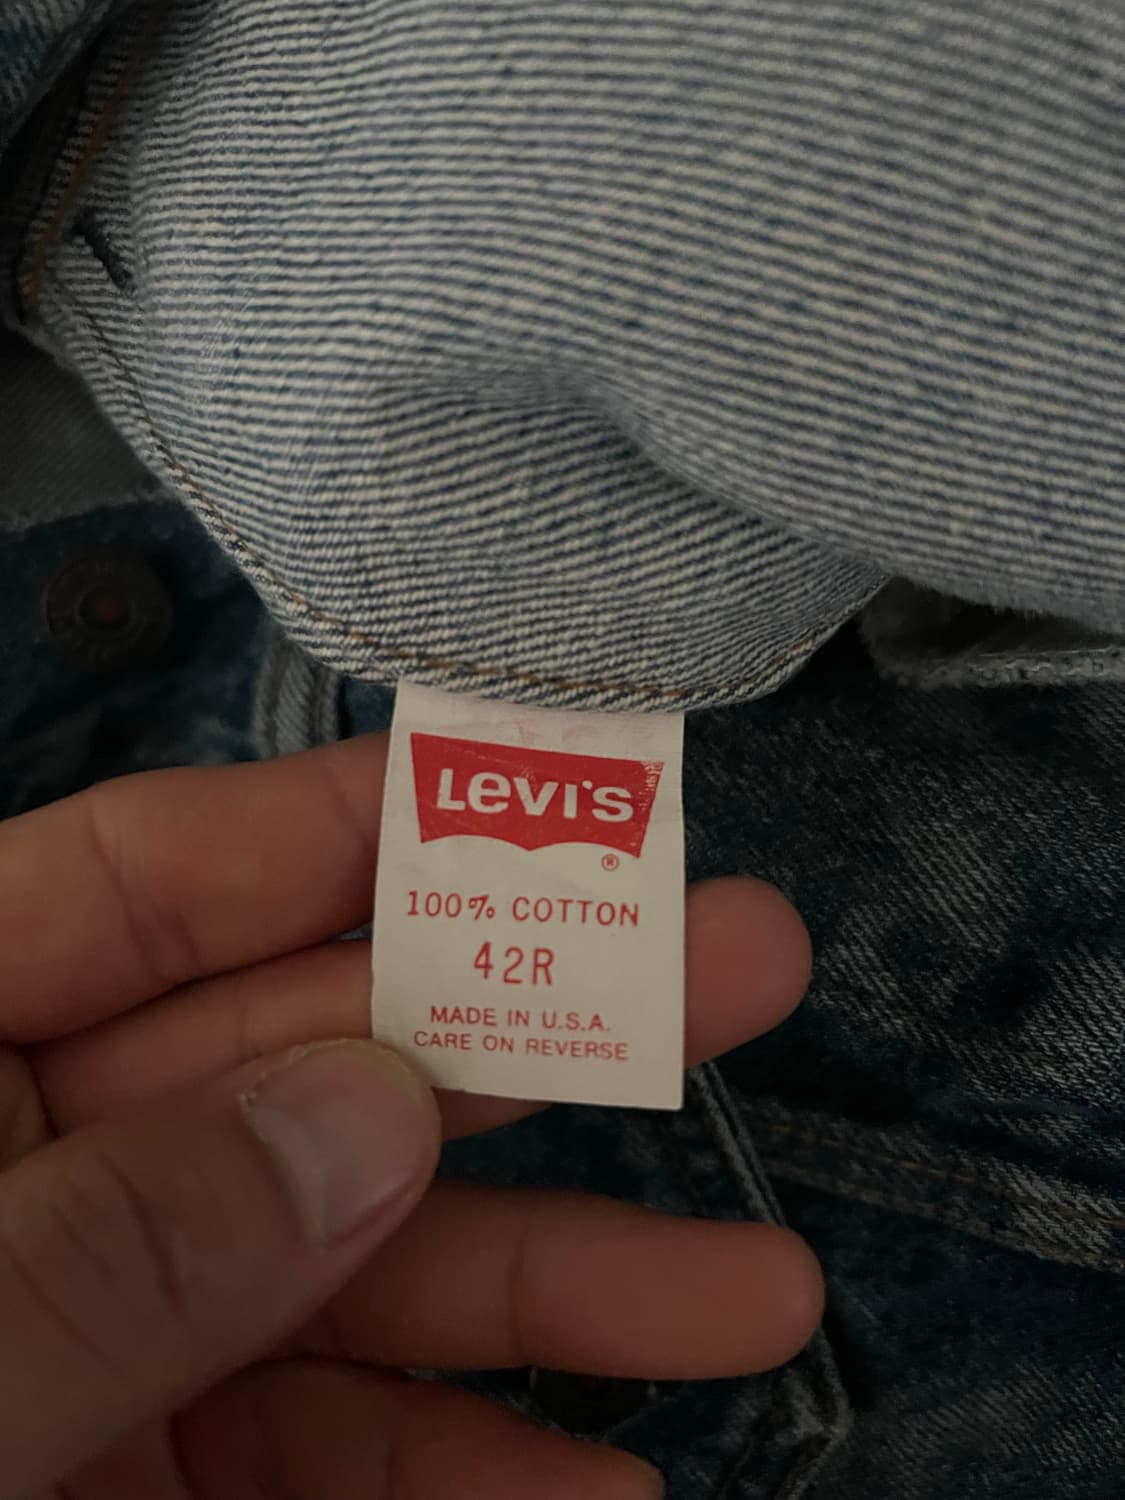 Levi's
®
100% COTTON
42R
MADE IN U.S.A.
CARE ON REVERSE